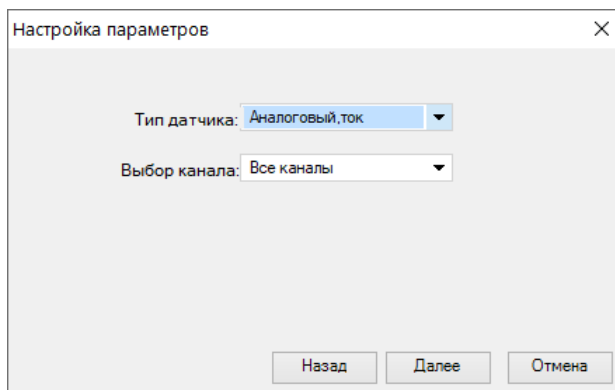 Настройка параметров
Тип датчика: Аналоговый,ток
Выбор канала: Все каналы
Назад Далее Отмена